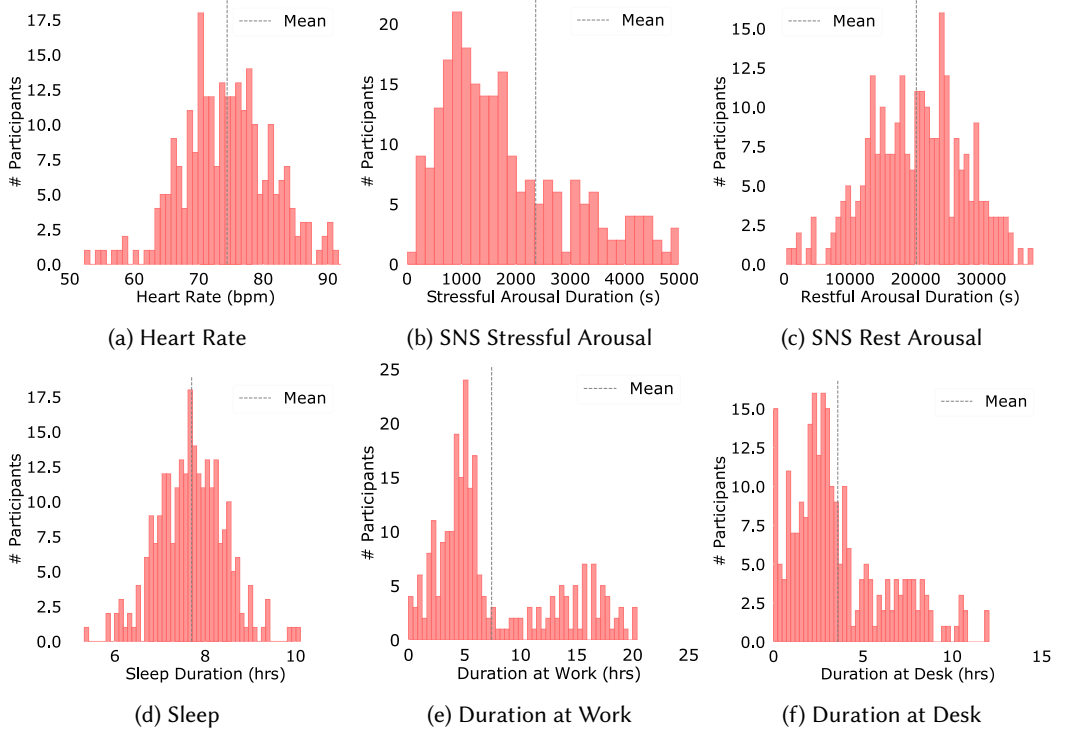 17.5
15.0
12.5
10.0
7.5
5.0
2.5
0.0
# Participants
Mean
50 60 70 80 90
Heart Rate (bpm)
(a) Heart Rate
20
15
10
5
0
# Participants
Mean
0 1000 2000 3000 4000 5000
Stressful Arousal Duration (s)
(b) SNS Stressful Arousal
15.0
12.5
10.0
7.5
5.0
2.5
0.0
# Participants
Mean
0 10000 20000 30000
Restful Arousal Duration (s)
(c) SNS Rest Arousal
17.5
15.0
12.5
10.0
7.5
5.0
2.5
0.0
# Participants
Mean
6 8 10
Sleep Duration (hrs)
(d) Sleep
25
20
15
10
5
0
# Participants
Mean
0 5 10 15 20 25
Duration at Work (hrs)
(e) Duration at Work
15.0
12.5
10.0
7.5
5.0
2.5
0.0
# Participants
Mean
0 5 10 15
Duration at Desk (hrs)
(f) Duration at Desk